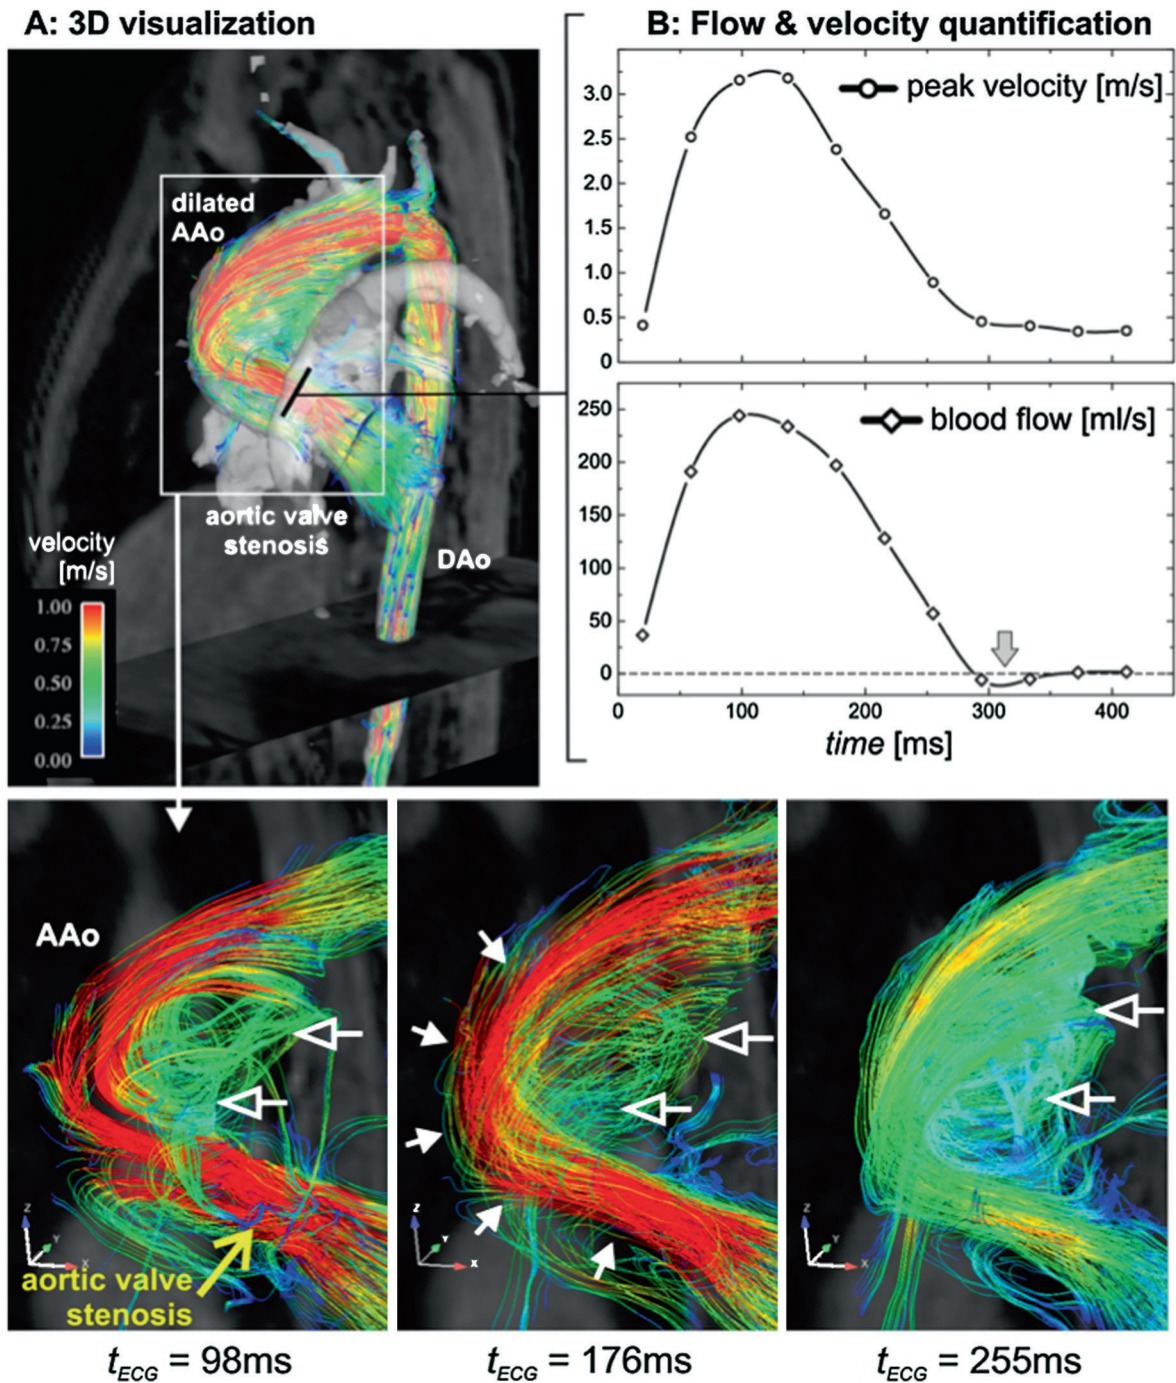 A: 3D visualization
dilated
AAo
aortic valve
stenosis
DAo
velocity
[m/s]
1.00
0.75
0.50
0.25
0.00
B: Flow & velocity quantification
peak velocity [m/s]
3.0
2.5
2.0
1.5
1.0
0.5
0
blood flow [ml/s]
250
200
150
100
50
0
0 100 200 300 400
time [ms]
AAo
aortic valve
stenosis
Z
Y
X
Z
Y
X
Z
Y
X
tECG = 98ms
tECG = 176ms
tECG = 255ms